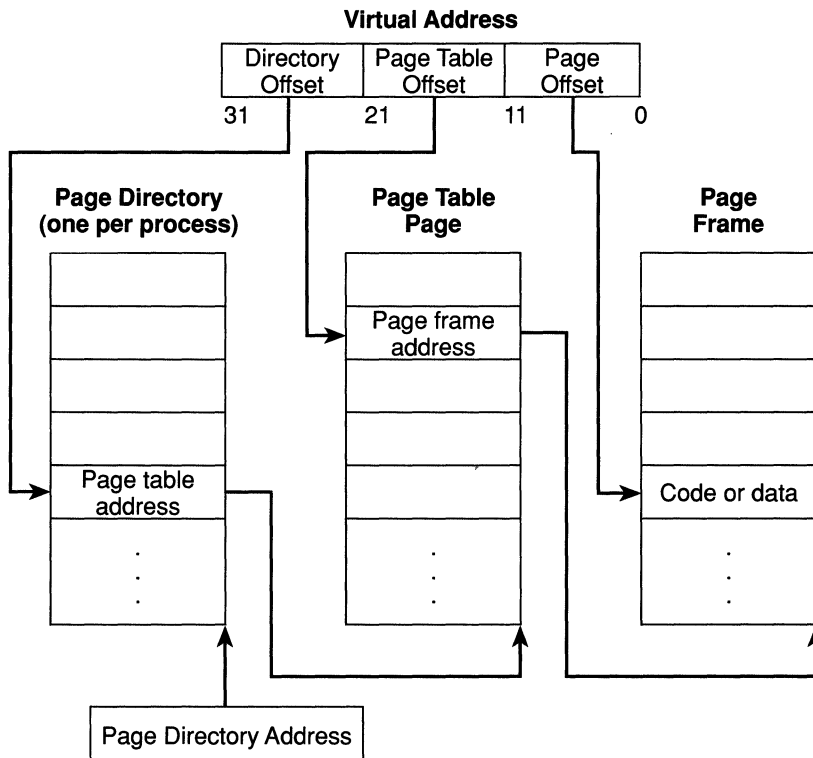 Virtual Address
Directory Offset
Page Table Offset
Page Offset
31
21
11
0
Page Directory
(one per process)
Page Table
Page
Page
Frame
Page frame
address
Page table
address
Code or data
.
.
.
.
.
.
.
.
.
Page Directory Address